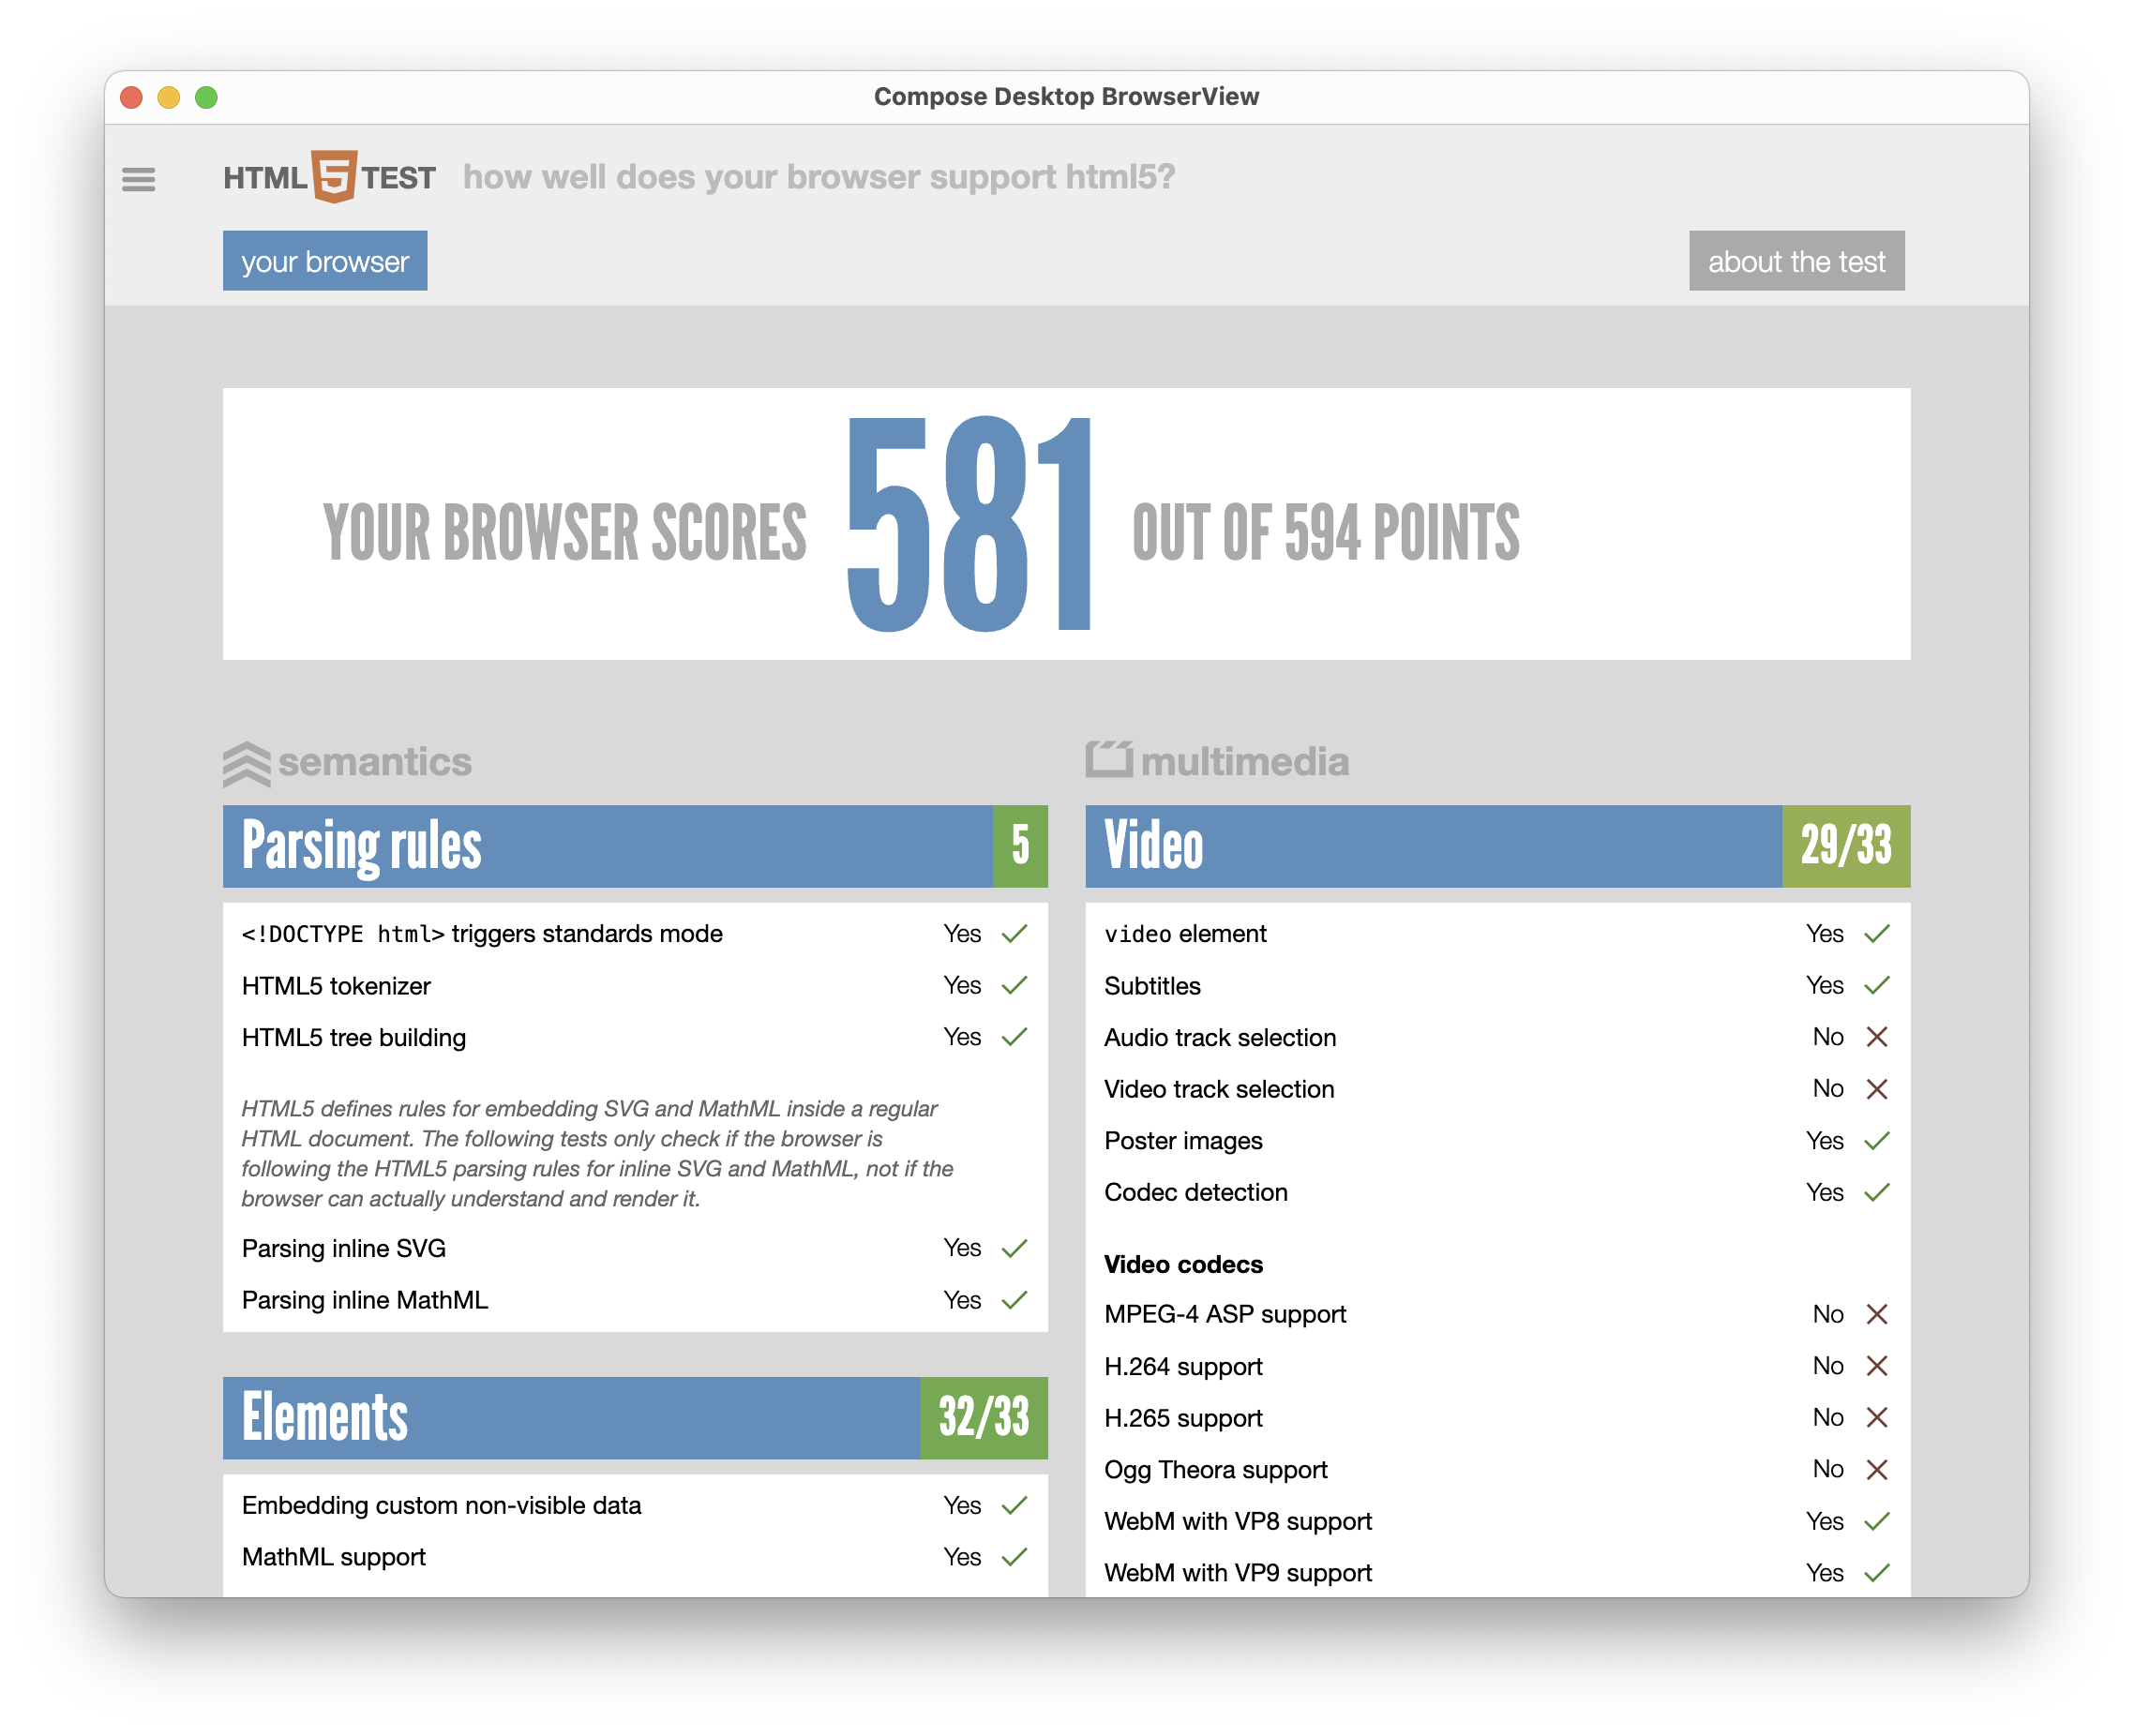 Compose Desktop BrowserView
HTML 5 TEST how well does your browser support html5?
your browser
about the test
YOUR BROWSER SCORES 581 OUT OF 594 POINTS
semantics
Parsing rules 5
<!DOCTYPE html> triggers standards mode Yes
HTML5 tokenizer Yes
HTML5 tree building Yes
HTML5 defines rules for embedding SVG and MathML inside a regular
HTML document. The following tests only check if the browser is
following the HTML5 parsing rules for inline SVG and MathML, not if the
browser can actually understand and render it.
Parsing inline SVG Yes
Parsing inline MathML Yes
Elements 32/33
Embedding custom non-visible data Yes
MathML support Yes
multimedia
Video 29/33
video element Yes
Subtitles Yes
Audio track selection No
Video track selection No
Poster images Yes
Codec detection Yes
Video codecs
MPEG-4 ASP support No
H.264 support No
H.265 support No
Ogg Theora support No
WebM with VP8 support Yes
WebM with VP9 support Yes